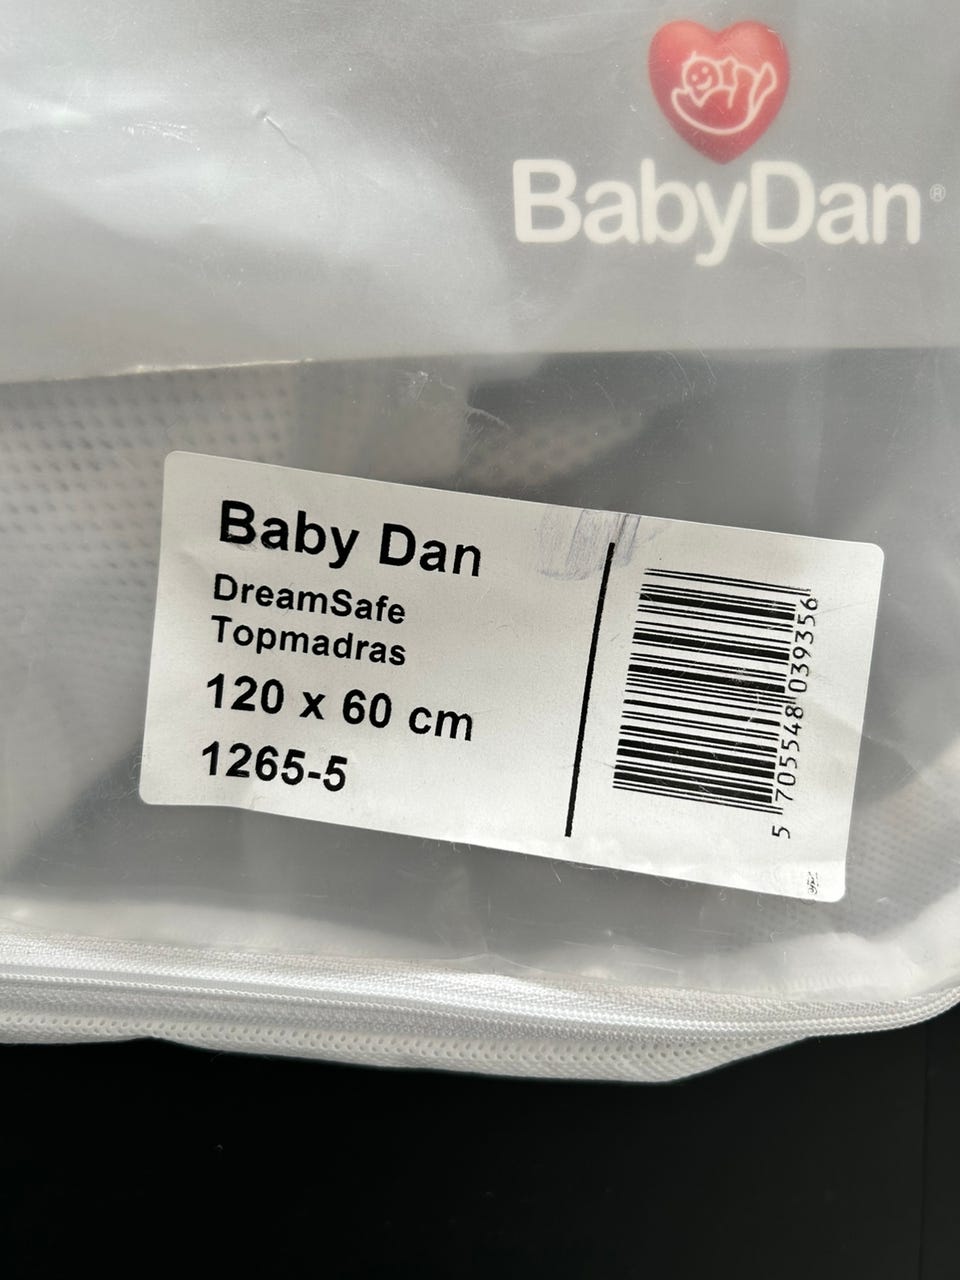 BabyDan®
Baby Dan
DreamSafe
Topmadras
120 x 60 cm
1265-5
5 705548 039356